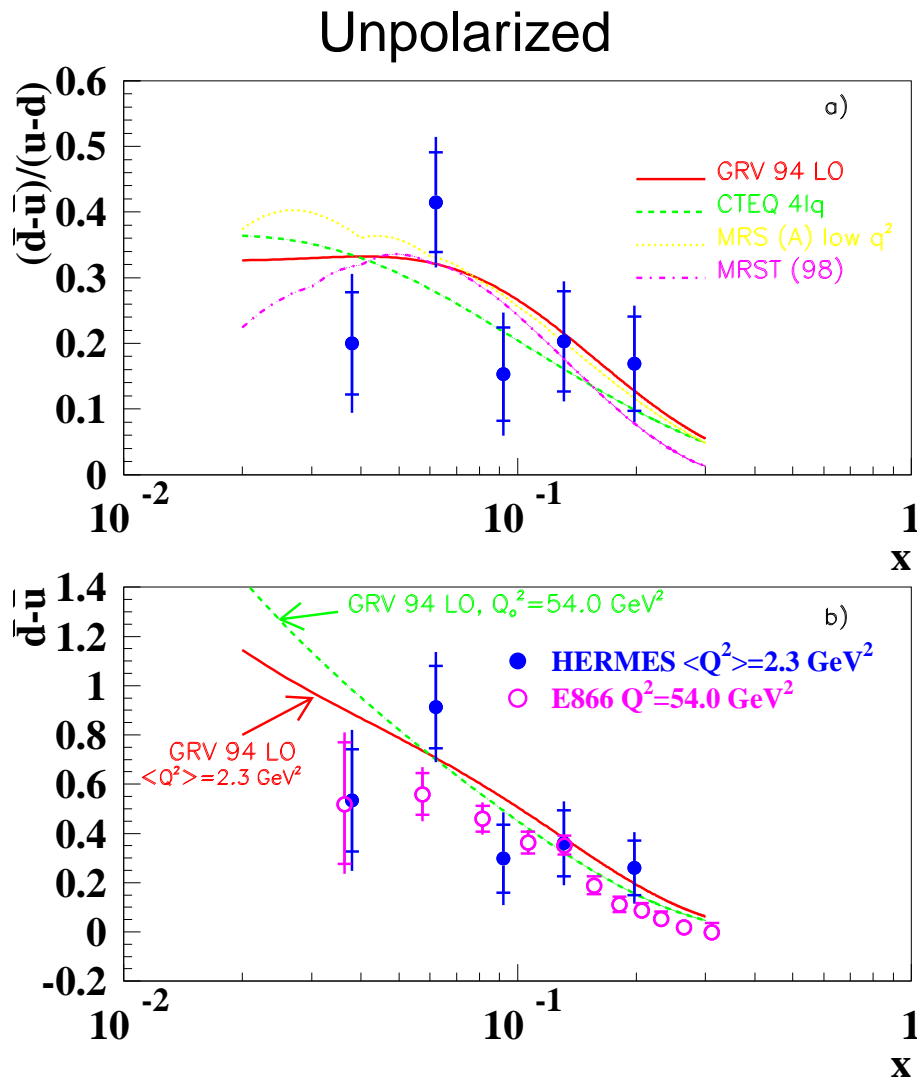 Unpolarized
(d̅-u̅)/(u-d)
0.6
0.5
0.4
0.3
0.2
0.1
0
a)
GRV 94 LO
CTEQ 4lq
MRS (A) low q²
MRST (98)
10⁻²
10⁻¹
1
x
d̅-u̅
1.4
1.2
1
0.8
0.6
0.4
0.2
0
-0.2
GRV 94 LO, Qₒ²=54.0 GeV²
b)
HERMES <Q²>=2.3 GeV²
E866 Q²=54.0 GeV²
GRV 94 LO
<Q²>=2.3 GeV²
10⁻²
10⁻¹
1
x